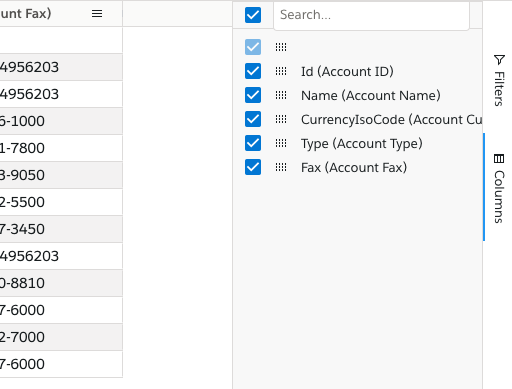 unt Fax)
4956203
4956203
6-1000
1-7800
3-9050
2-5500
7-3450
4956203
0-8810
7-6000
2-7000
7-6000
Search...
Id (Account ID)
Name (Account Name)
CurrencyIsoCode (Account Cu
Type (Account Type)
Fax (Account Fax)
Filters
Columns